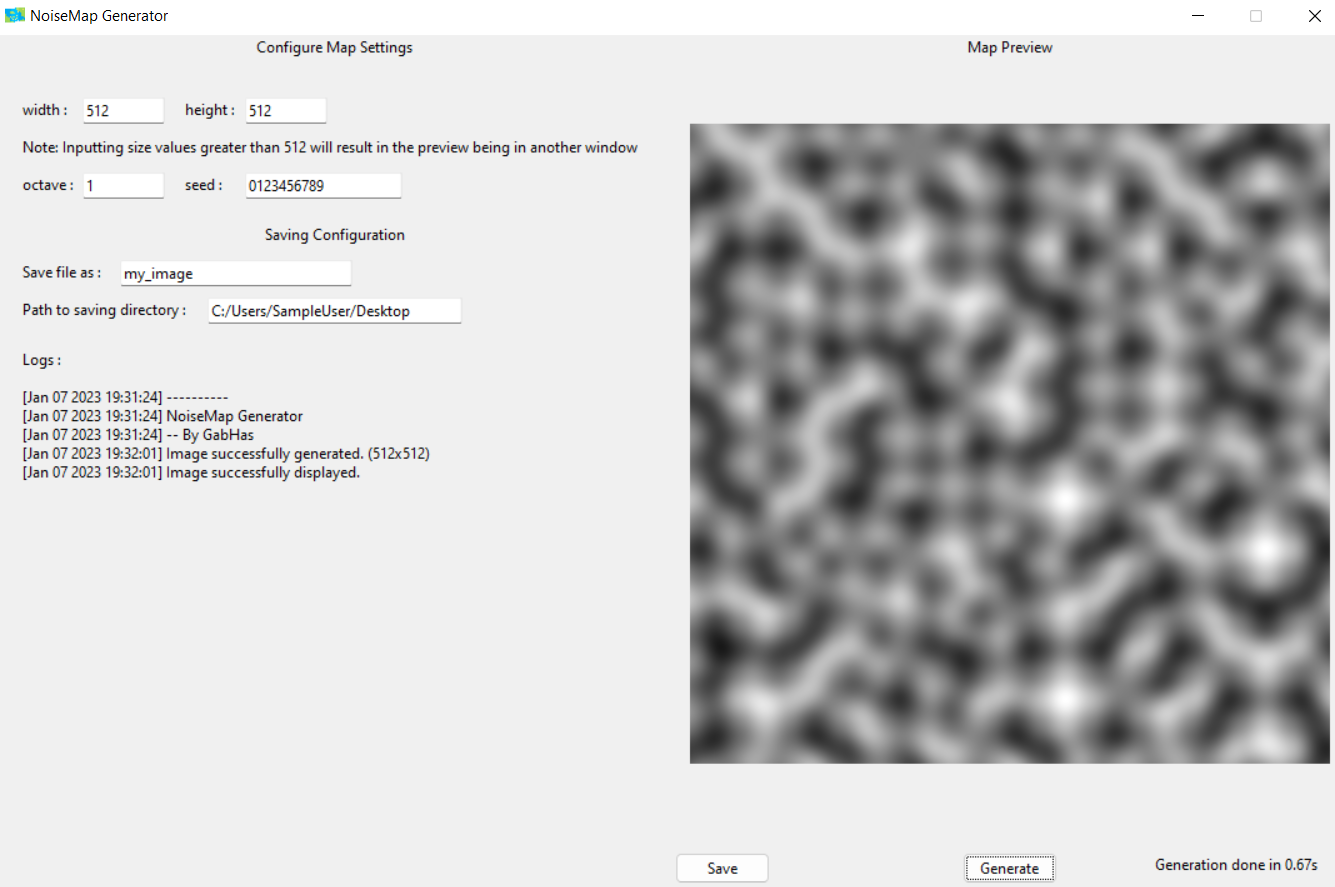 NoiseMap Generator
Configure Map Settings
Map Preview
width : 512 height : 512
Note: Inputting size values greater than 512 will result in the preview being in another window
octave : 1 seed : 0123456789
Saving Configuration
Save file as : my_image
Path to saving directory : C:/Users/SampleUser/Desktop
Logs :
[Jan 07 2023 19:31:24] ----------
[Jan 07 2023 19:31:24] NoiseMap Generator
[Jan 07 2023 19:31:24] -- By GabHas
[Jan 07 2023 19:32:01] Image successfully generated. (512x512)
[Jan 07 2023 19:32:01] Image successfully displayed.
Save
Generate
Generation done in 0.67s